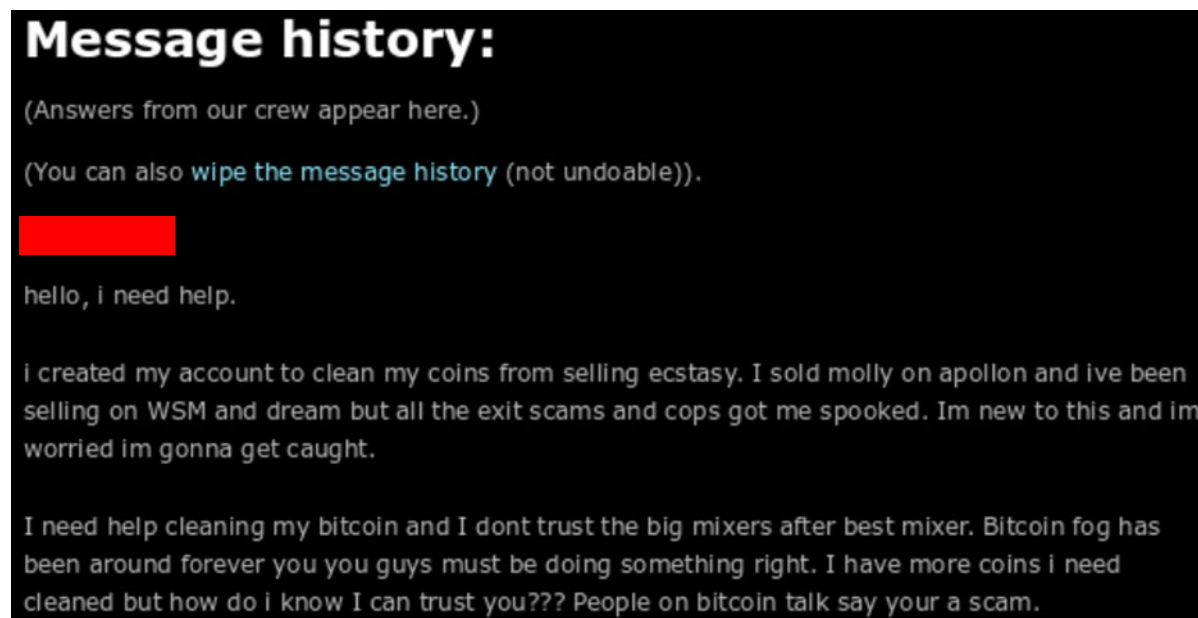 Message history:
(Answers from our crew appear here.)
(You can also wipe the message history (not undoable)).
hello, i need help.
i created my account to clean my coins from selling ecstasy. I sold molly on apollon and ive been
selling on WSM and dream but all the exit scams and cops got me spooked. Im new to this and im
worried im gonna get caught.
I need help cleaning my bitcoin and I dont trust the big mixers after best mixer. Bitcoin fog has
been around forever you you guys must be doing something right. I have more coins i need
cleaned but how do i know I can trust you??? People on bitcoin talk say your a scam.